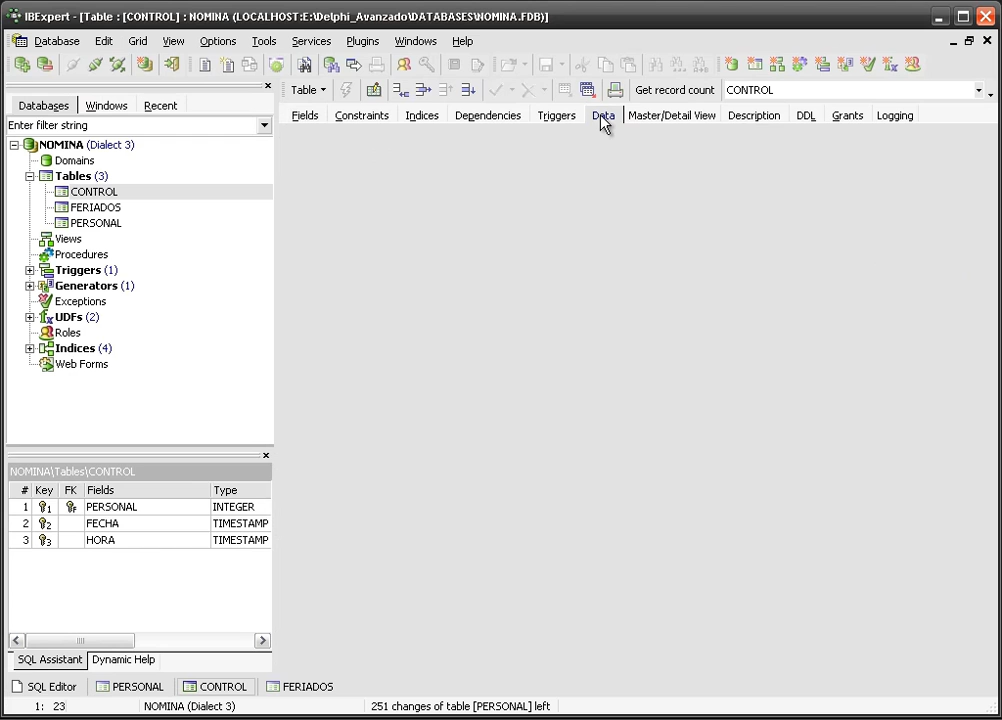 IBExpert - [Table : [CONTROL] : NOMINA (LOCALHOST:E:\Delphi_Avanzado\DATABASES\NOMINA.FDB)]
Database Edit Grid View Options Tools Services Plugins Windows Help
Table Get record count CONTROL
Databases Windows Recent
Fields Constraints Indices Dependencies Triggers Data Master/Detail View Description DDL Grants Logging
Enter filter string
NOMINA (Dialect 3)
Domains
Tables (3)
CONTROL
FERIADOS
PERSONAL
Views
Procedures
Triggers (1)
Generators (1)
Exceptions
UDFs (2)
Roles
Indices (4)
Web Forms
NOMINA\Tables\CONTROL
# Key FK Fields Type
1 1 F PERSONAL INTEGER
2 2 FECHA TIMESTAMP
3 3 HORA TIMESTAMP
SQL Assistant Dynamic Help
SQL Editor PERSONAL CONTROL FERIADOS
1: 23 NOMINA (Dialect 3) 251 changes of table [PERSONAL] left